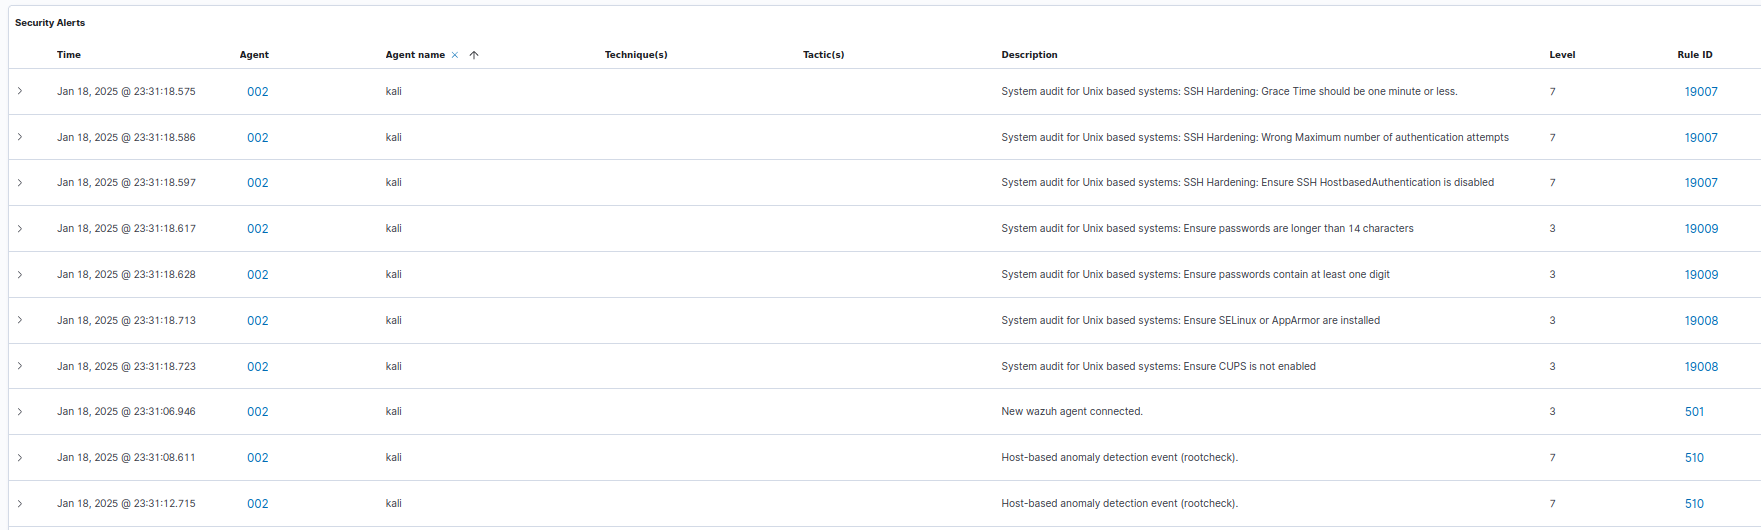 Security Alerts
Time Agent Agent name × ↑ Technique(s) Tactic(s) Description Level Rule ID
Jan 18, 2025 @ 23:31:18.575 002 kali System audit for Unix based systems: SSH Hardening: Grace Time should be one minute or less. 7 19007
Jan 18, 2025 @ 23:31:18.586 002 kali System audit for Unix based systems: SSH Hardening: Wrong Maximum number of authentication attempts 7 19007
Jan 18, 2025 @ 23:31:18.597 002 kali System audit for Unix based systems: SSH Hardening: Ensure SSH HostbasedAuthentication is disabled 7 19007
Jan 18, 2025 @ 23:31:18.617 002 kali System audit for Unix based systems: Ensure passwords are longer than 14 characters 3 19009
Jan 18, 2025 @ 23:31:18.628 002 kali System audit for Unix based systems: Ensure passwords contain at least one digit 3 19009
Jan 18, 2025 @ 23:31:18.713 002 kali System audit for Unix based systems: Ensure SELinux or AppArmor are installed 3 19008
Jan 18, 2025 @ 23:31:18.723 002 kali System audit for Unix based systems: Ensure CUPS is not enabled 3 19008
Jan 18, 2025 @ 23:31:06.946 002 kali New wazuh agent connected. 3 501
Jan 18, 2025 @ 23:31:08.611 002 kali Host-based anomaly detection event (rootcheck). 7 510
Jan 18, 2025 @ 23:31:12.715 002 kali Host-based anomaly detection event (rootcheck). 7 510